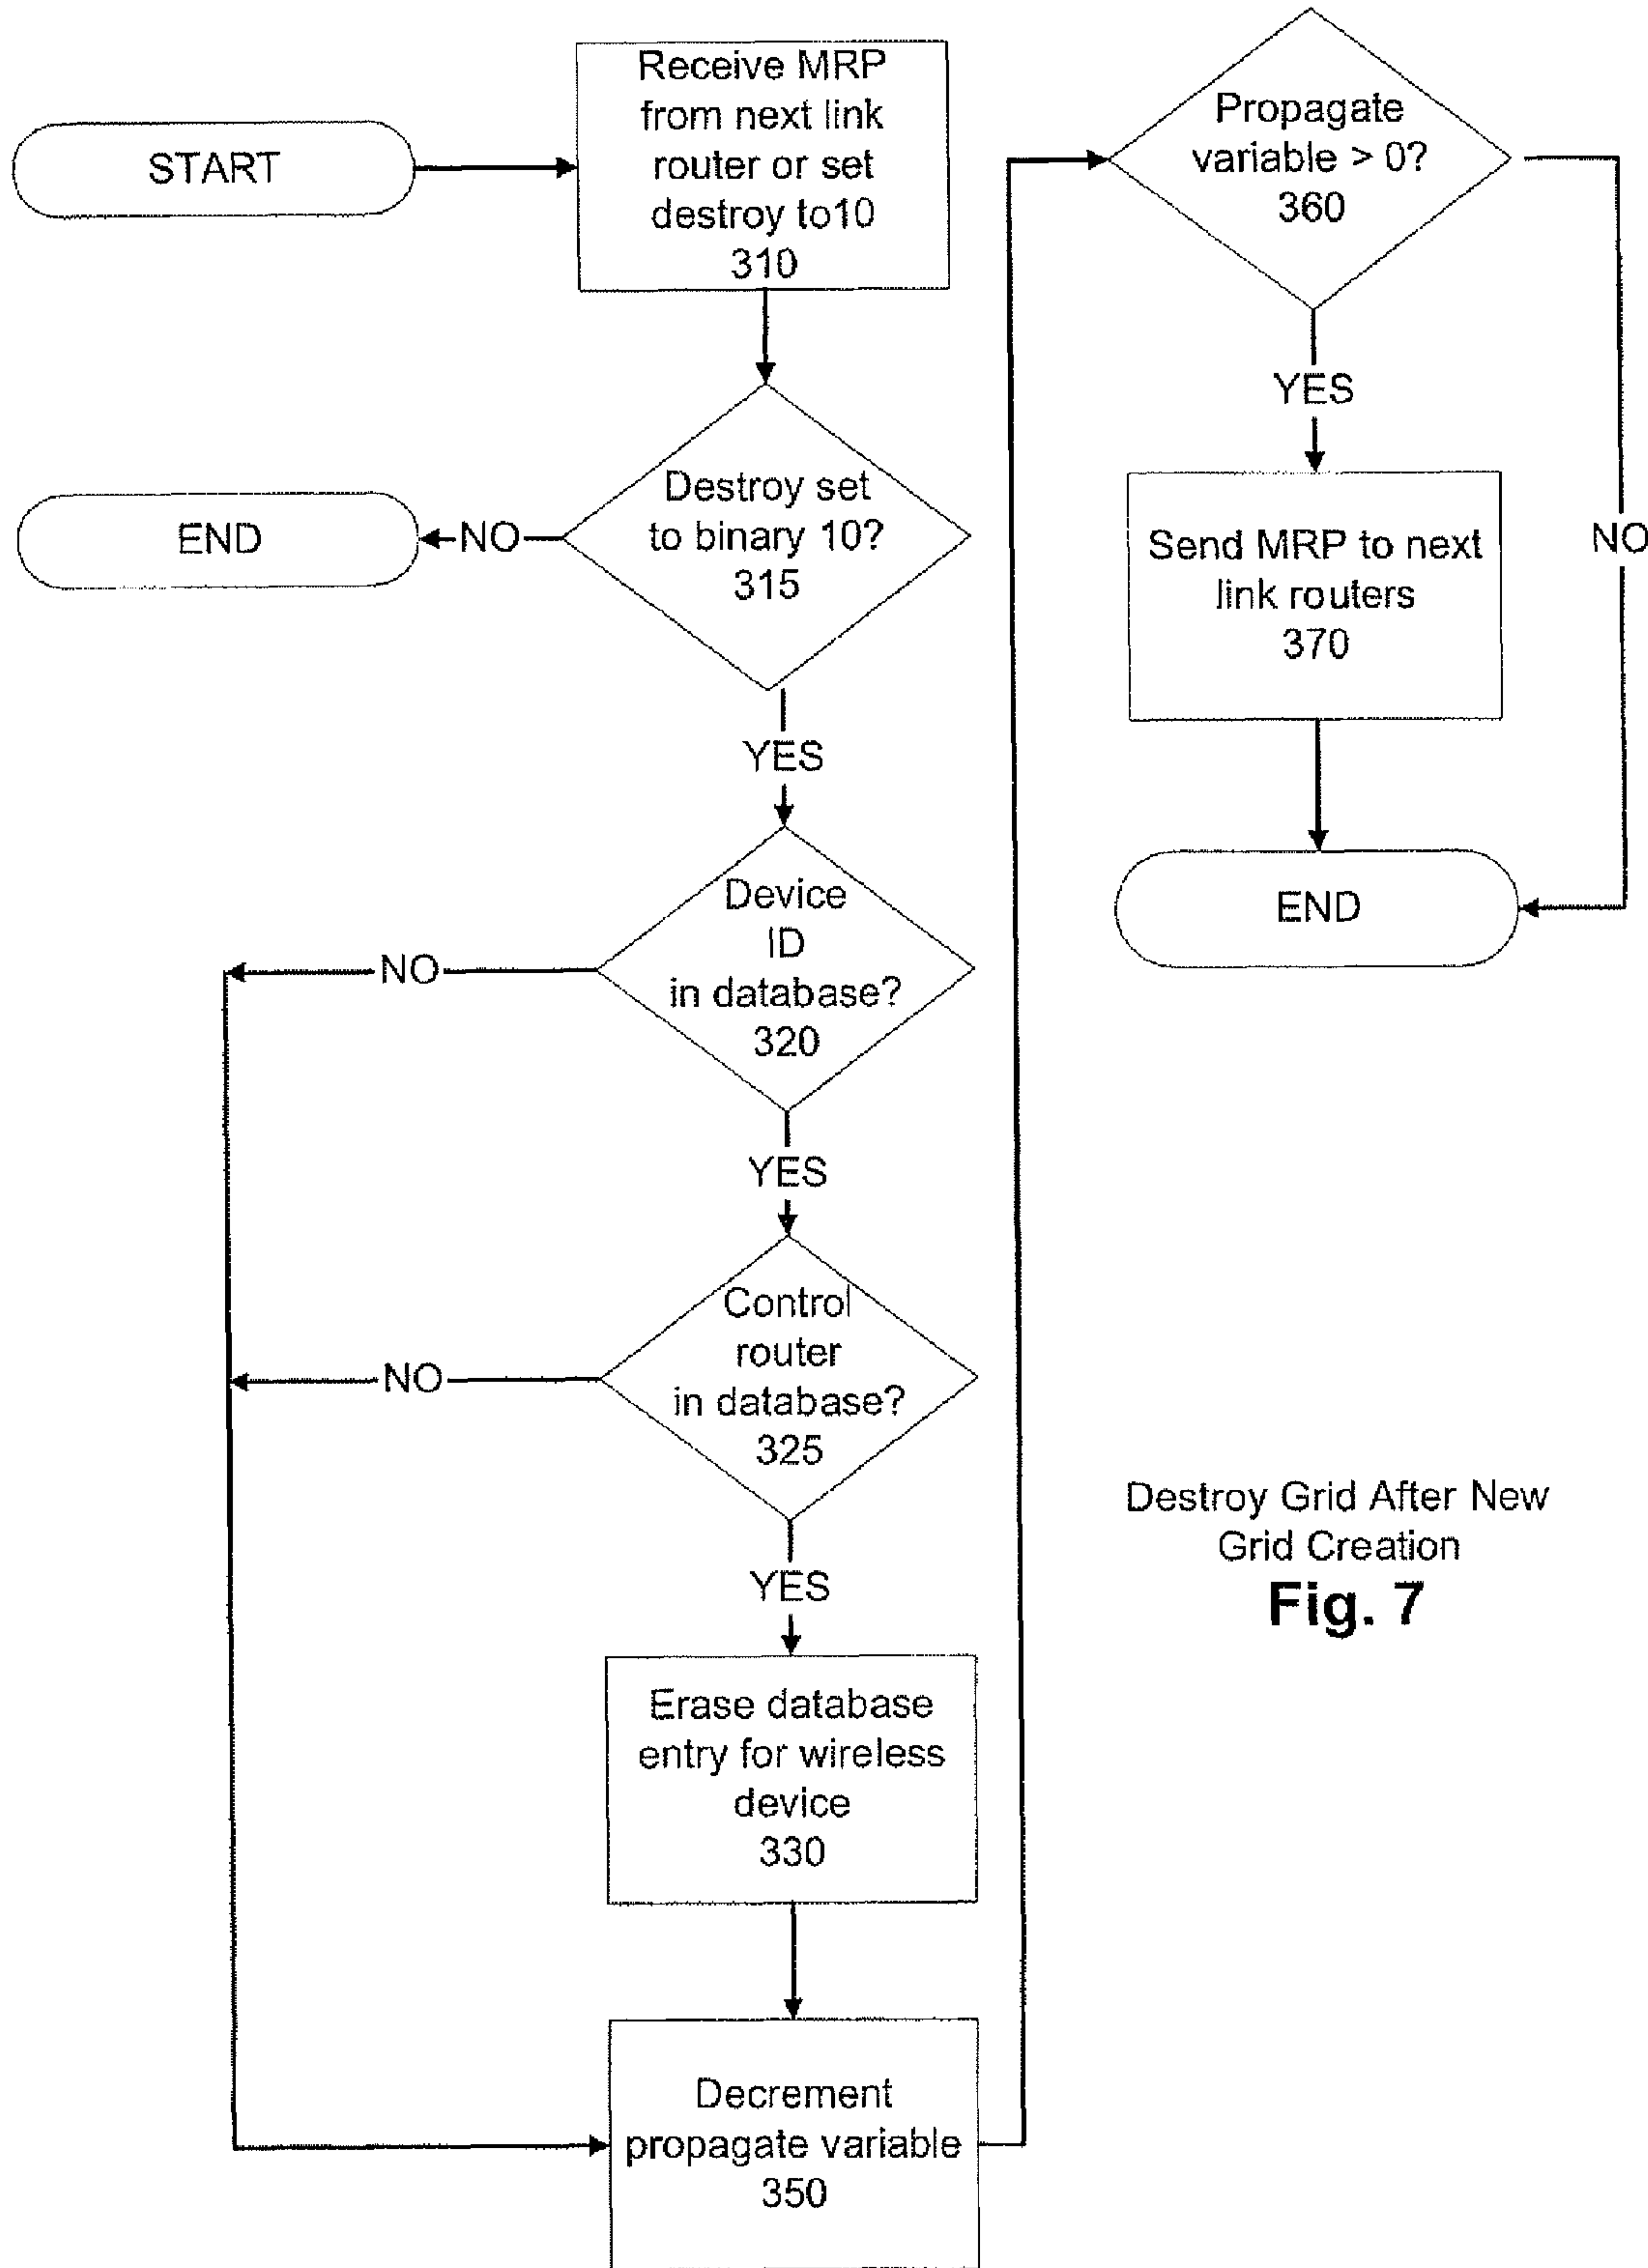 START
Receive MRP
from next link
router or set
destroy to10
310
Destroy set
to binary 10?
315
NO
END
YES
Device
ID
in database?
320
NO
YES
Control
router
in database?
325
NO
YES
Erase database
entry for wireless
device
330
Decrement
propagate variable
350
Propagate
variable > 0?
360
YES
NO
Send MRP to next
link routers
370
END
Destroy Grid After New
Grid Creation
Fig. 7